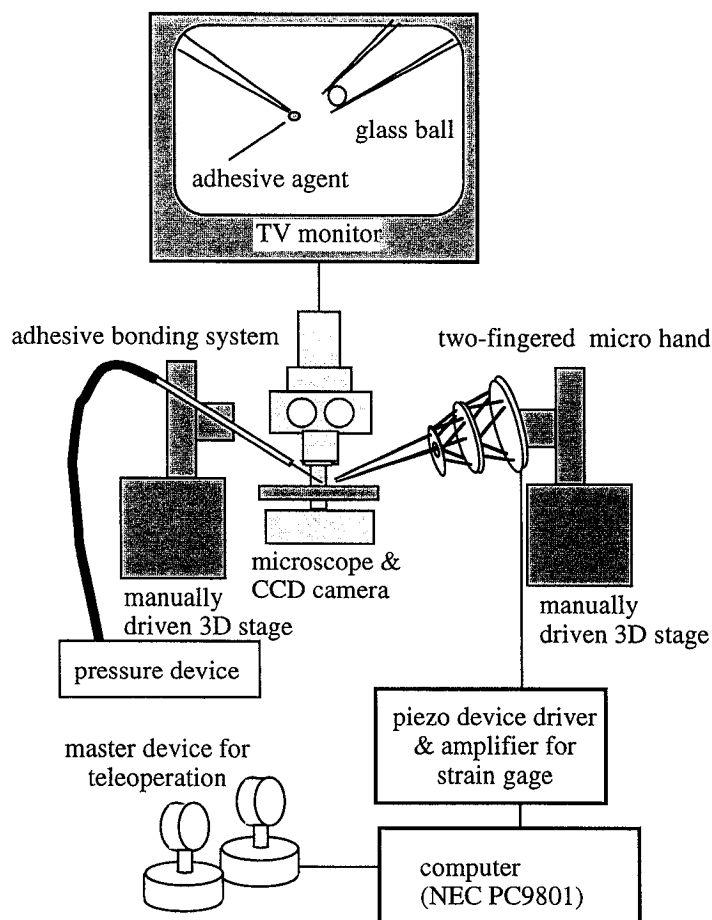 glass ball
adhesive agent
TV monitor
adhesive bonding system
two-fingered micro hand
microscope &
CCD camera
manually
driven 3D stage
manually
driven 3D stage
pressure device
piezo device driver
& amplifier for
strain gage
master device for
teleoperation
computer
(NEC PC9801)